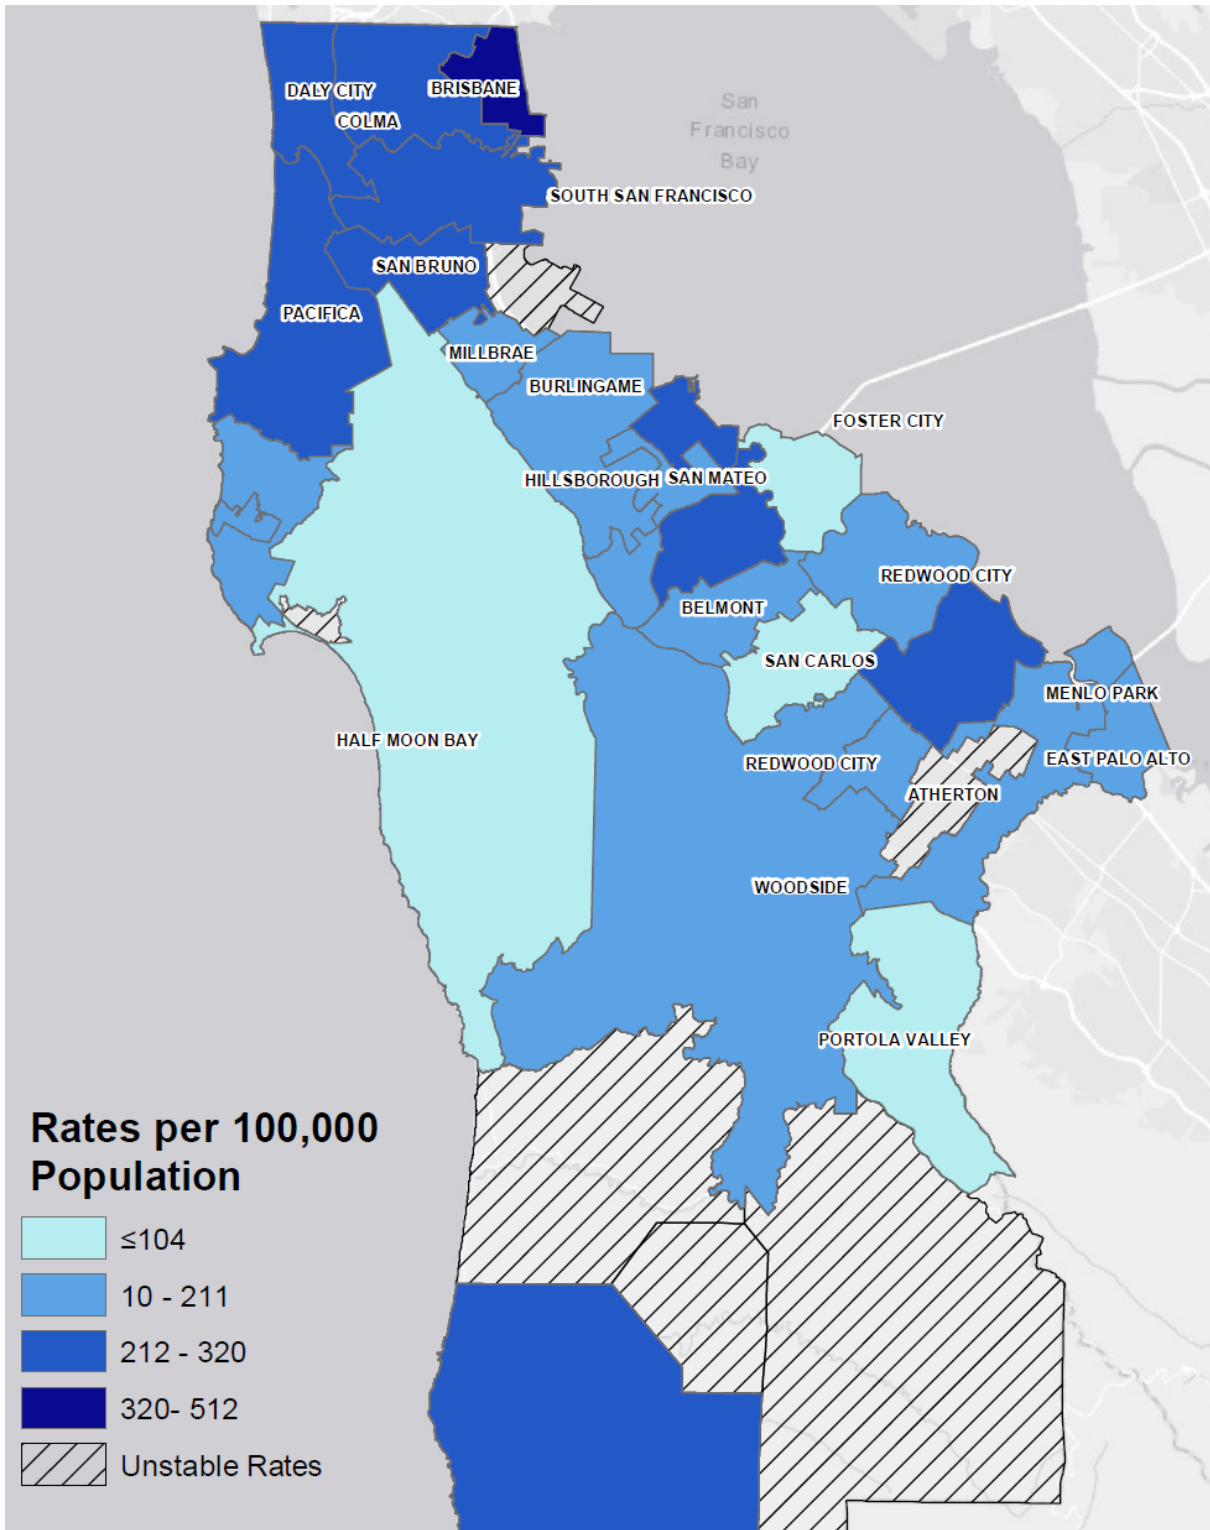 San
Francisco
Bay
DALY CITY
BRISBANE
COLMA
SOUTH SAN FRANCISCO
SAN BRUNO
PACIFICA
MILLBRAE
BURLINGAME
FOSTER CITY
HILLSBOROUGH
SAN MATEO
REDWOOD CITY
BELMONT
SAN CARLOS
MENLO PARK
HALF MOON BAY
REDWOOD CITY
EAST PALO ALTO
ATHERTON
WOODSIDE
PORTOLA VALLEY
Rates per 100,000
Population
≤104
10 - 211
212 - 320
320- 512
Unstable Rates